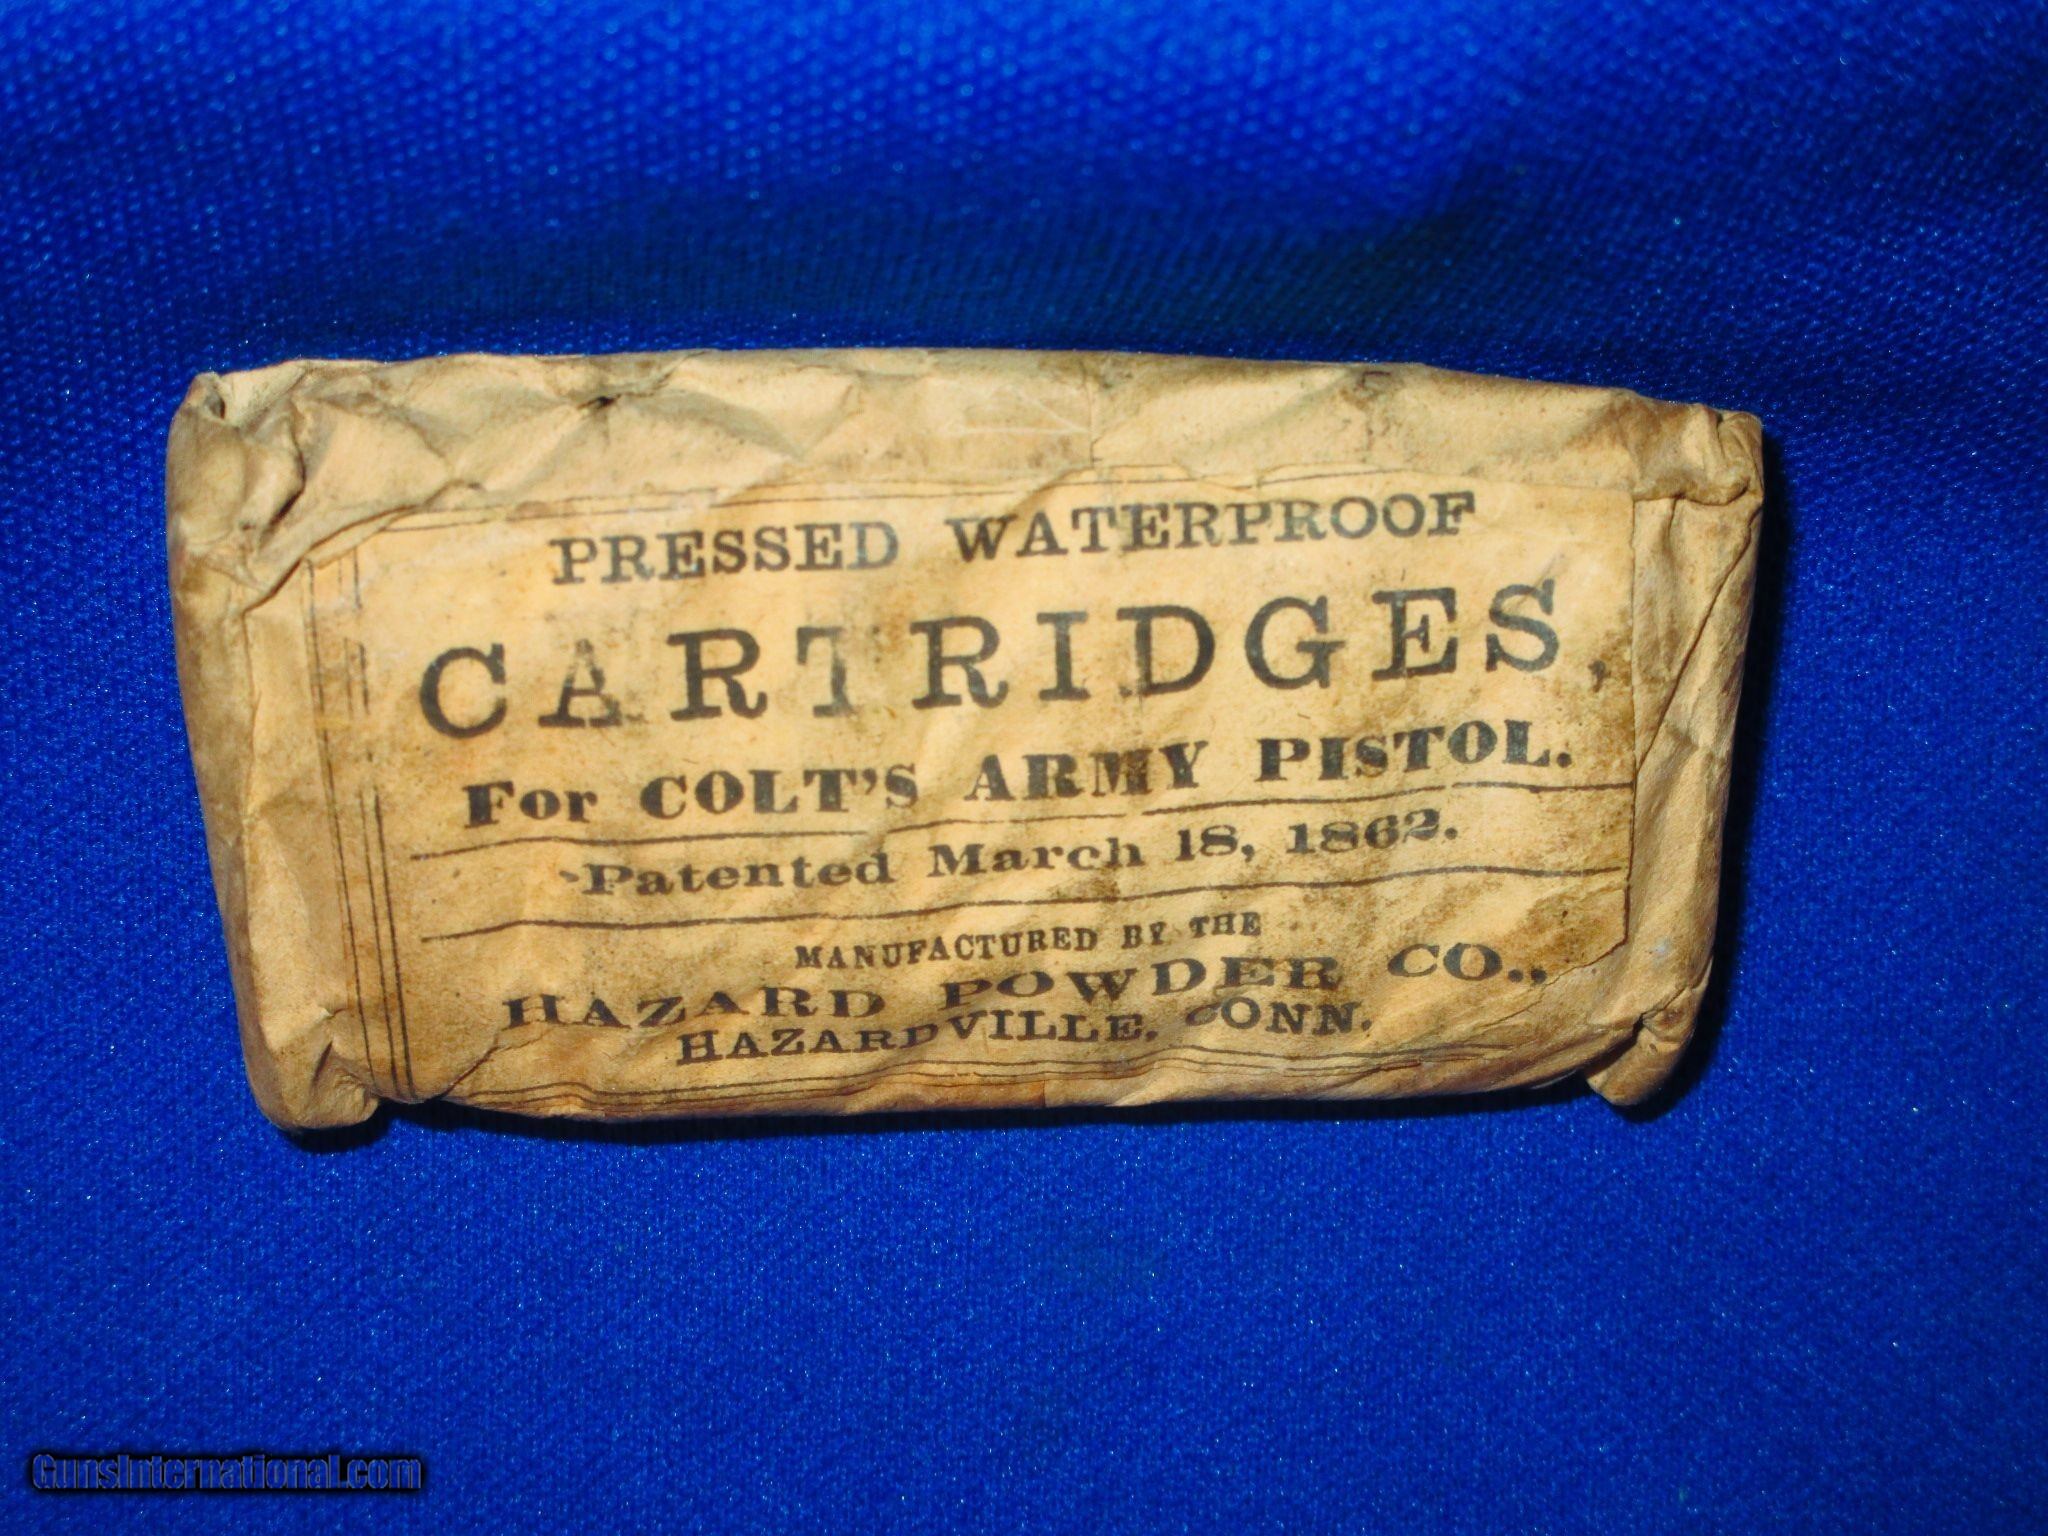 PRESSED WATERPROOF
CARTRIDGES,
For COLT'S ARMY PISTOL.
Patented March 18, 1862.
MANUFACTURED BY THE
HAZARD POWDER CO.,
HAZARDVILLE, CONN.
GunsInternational.com